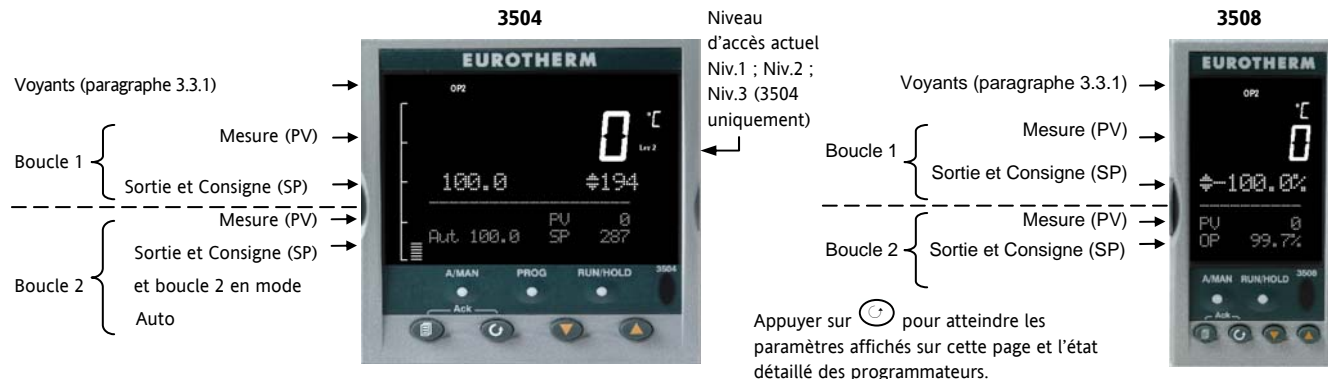 3504
Niveau
d'accès actuel
Niv.1 ; Niv.2 ;
Niv.3 (3504
uniquement)
Voyants (paragraphe 3.3.1)
Boucle 1
Mesure (PV)
Sortie et Consigne (SP)
Boucle 2
Mesure (PV)
Sortie et Consigne (SP)
et boucle 2 en mode
Auto
EUROTHERM
OP2
0 °C
Lev 2
100.0 194
PV 0
Aut 100.0 SP 287
A/MAN PROG RUN/HOLD 3504
Ack
3508
Voyants (paragraphe 3.3.1)
Boucle 1
Mesure (PV)
Sortie et Consigne (SP)
Boucle 2
Mesure (PV)
Sortie et Consigne (SP)
EUROTHERM
OP2
°C
0
-100.0%
PV 0
OP 99.7%
A/MAN RUN/HOLD 3508
Ack
Appuyer sur pour atteindre les
paramètres affichés sur cette page et l'état
détaillé des programmateurs.